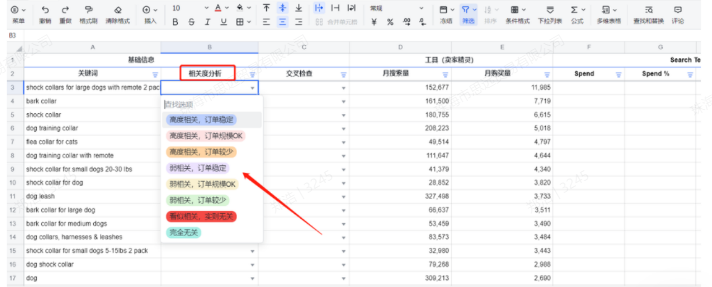 菜单 撤销 重做 格式刷 清除格式 插入 10 A B S I U A 合并单元格 常规 ¥ % 冻结 筛选 排序 条件格式 下拉列表 公式 多维表格 查找和替换 评论
B3
A B C D E F G
1 基础信息 工具（卖家精灵） Search Te
2 关键词 相关度分析 交叉检查 月搜索量 月购买量 Spend Spend %
3 shock collars for large dogs with remote 2 pac 152,677 11,985
4 bark collar 查找选项 161,500 7,719
5 shock collar 高度相关，订单稳定 180,755 6,615
6 dog training collar 高度相关，订单规模OK 208,223 5,018
7 flea collar for cats 高度相关，订单较少 49,514 4,797
8 dog training collar with remote 弱相关，订单稳定 111,647 4,644
9 shock collar for small dogs 20-30 lbs 41,379 4,340
10 shock collar for dog 弱相关，订单规模OK 28,852 3,820
11 dog leash 弱相关，订单较少 327,498 3,733
12 bark collar for large dog 看似相关，实则无关 66,637 3,511
13 bark collar for medium dogs 完全无关 53,459 3,490
14 dog collars, harnesses & leashes 83,573 3,484
15 shock collar for small dogs 5-15lbs 2 pack 32,980 3,443
16 dog shock collar 79,268 2,988
17 dog 309,213 2,690